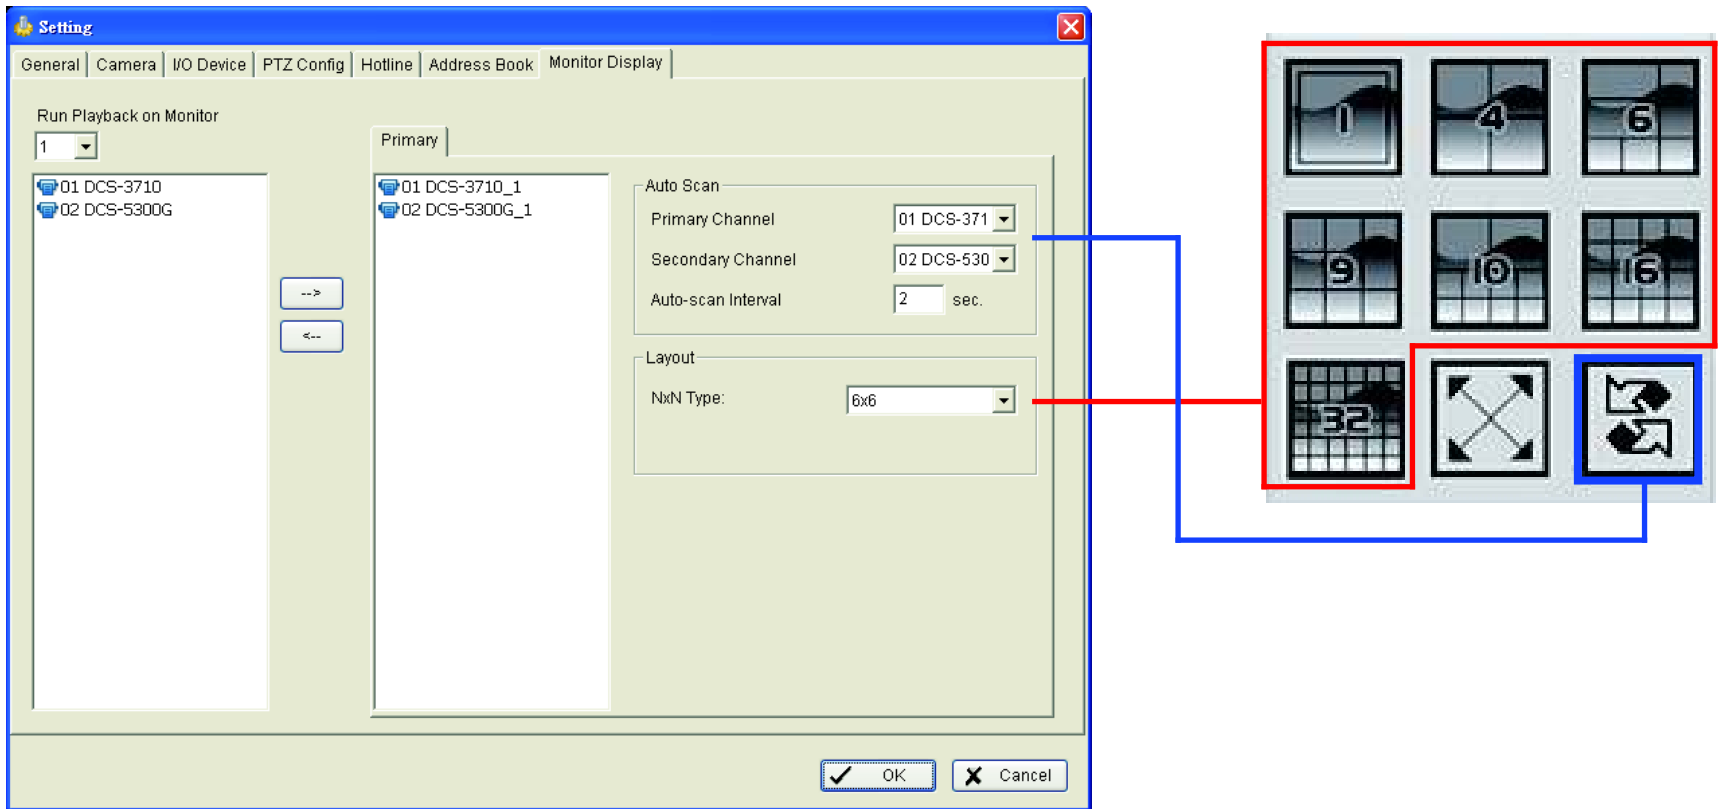 Setting
General
Camera
I/O Device
PTZ Config
Hotline
Address Book
Monitor Display
Run Playback on Monitor
1
01 DCS-3710
02 DCS-5300G
-->
<--
Primary
01 DCS-3710_1
02 DCS-5300G_1
Auto Scan
Primary Channel
01 DCS-371
Secondary Channel
02 DCS-530
Auto-scan Interval
2
sec.
Layout
NxN Type:
6x6
OK
Cancel
1
4
6
9
10
16
32